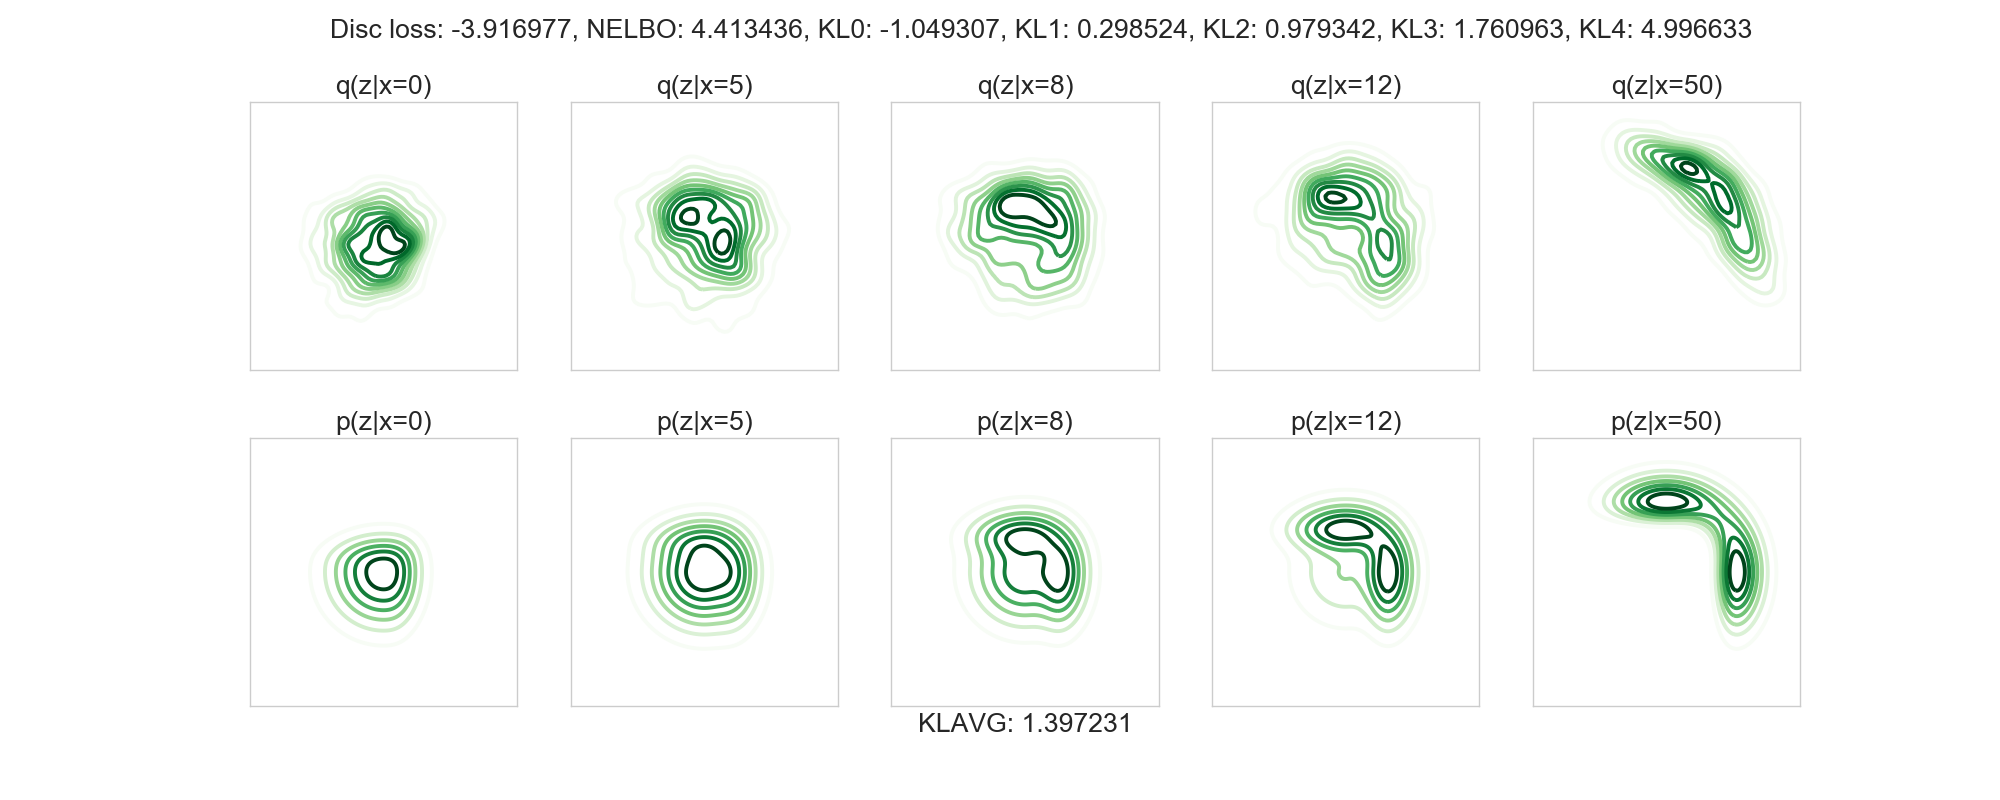 Disc loss: -3.916977, NELBO: 4.413436, KL0: -1.049307, KL1: 0.298524, KL2: 0.979342, KL3: 1.760963, KL4: 4.996633
q(z|x=0)
q(z|x=5)
q(z|x=8)
q(z|x=12)
q(z|x=50)
p(z|x=0)
p(z|x=5)
p(z|x=8)
p(z|x=12)
p(z|x=50)
KLAVG: 1.397231